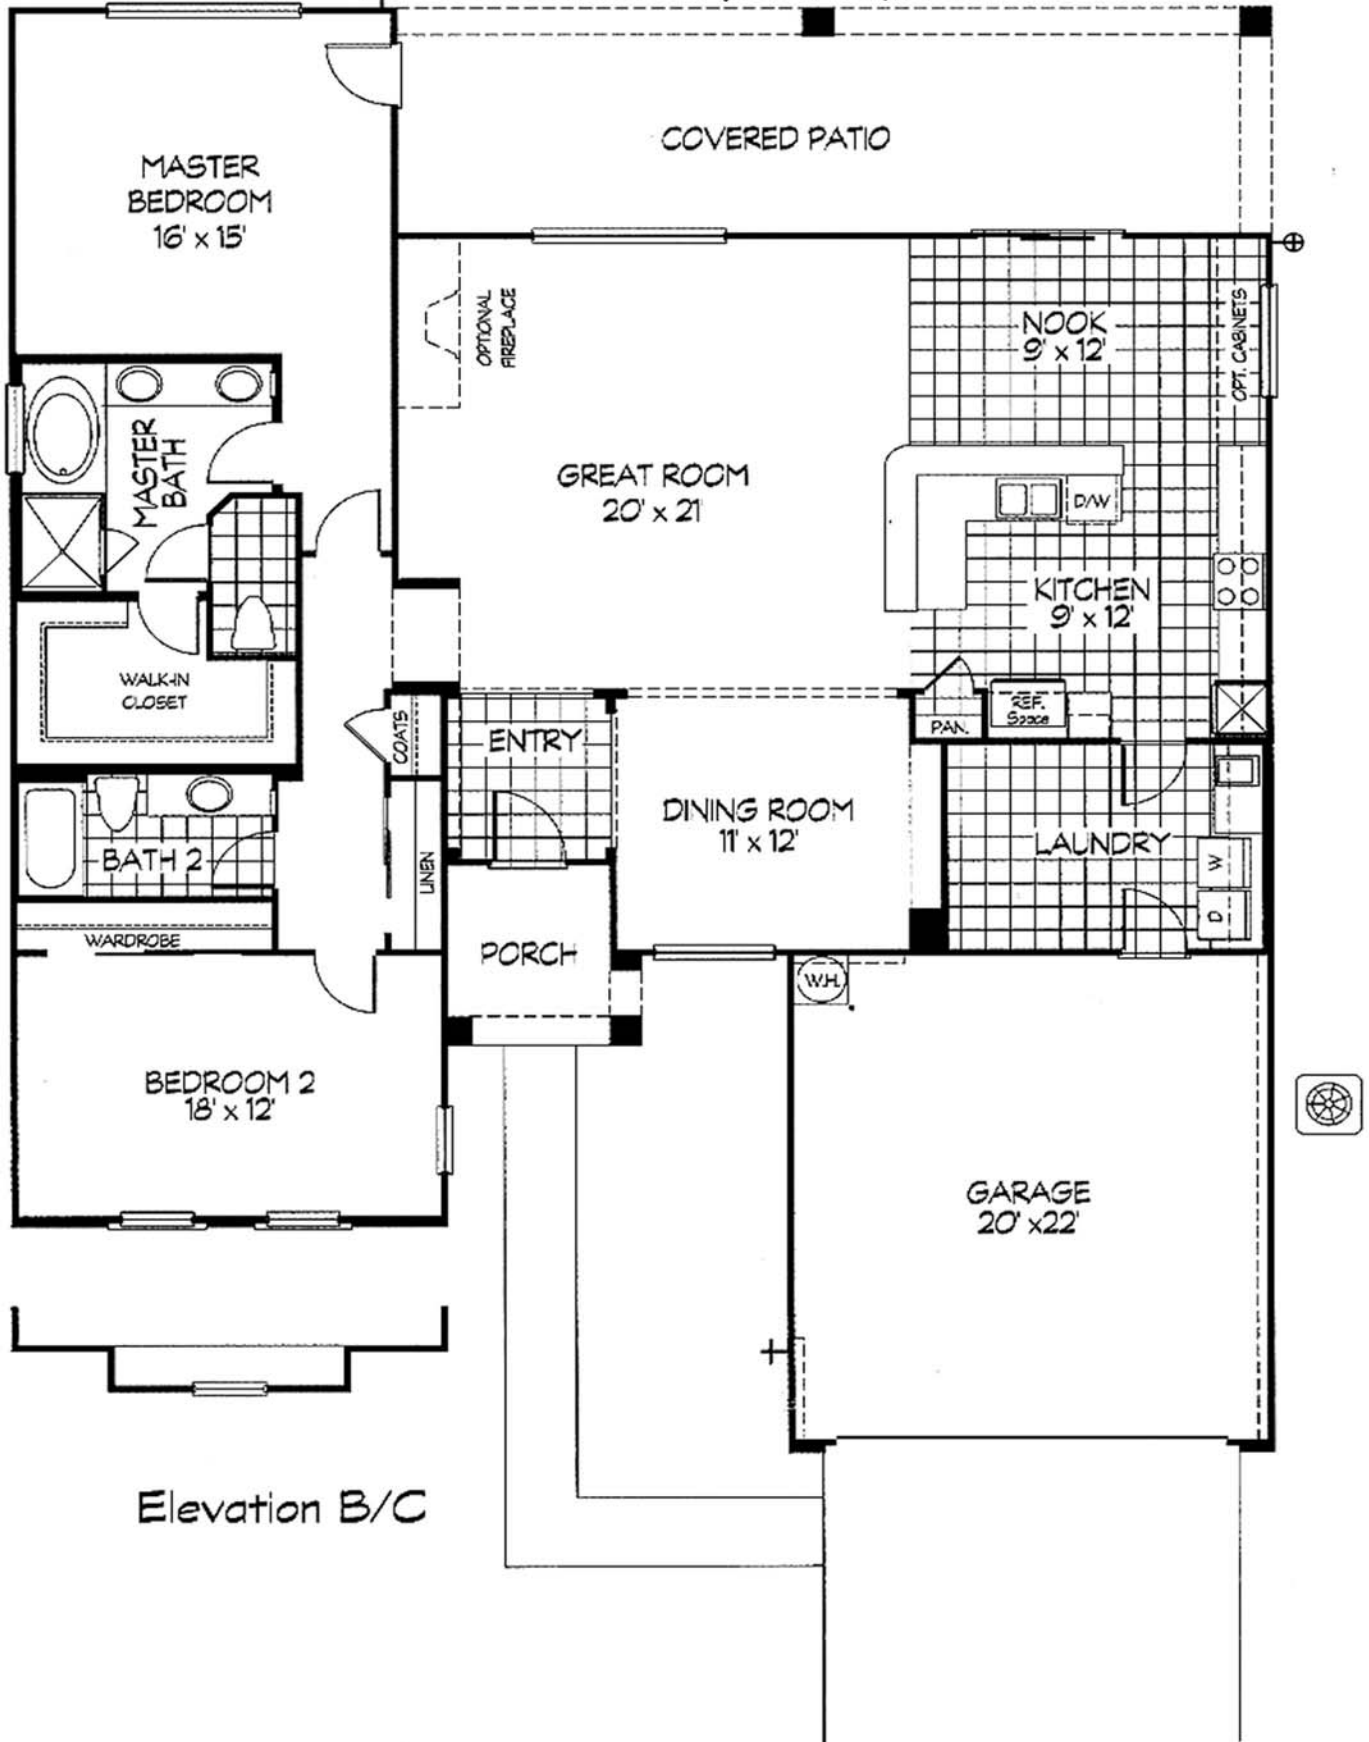 COVERED PATIO
MASTER
BEDROOM
16' x 15'
OPTIONAL
FIREPLACE
NOOK
9' x 12'
OPT. CABINETS
MASTER
BATH
GREAT ROOM
20' x 21'
D/W
KITCHEN
9' x 12'
WALK-IN
CLOSET
COATS
ENTRY
PAN.
REF.
Space
DINING ROOM
11' x 12'
LAUNDRY
W
D
BATH 2
LINEN
WARDROBE
PORCH
W.H.
BEDROOM 2
18' x 12'
GARAGE
20' x22'
Elevation B/C